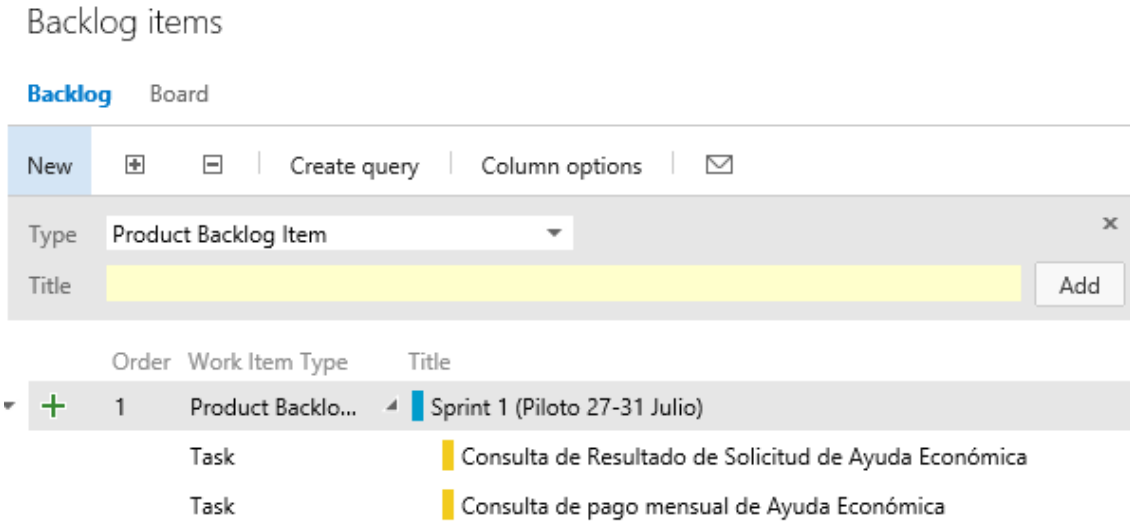 Backlog items
Backlog Board
New Create query Column options
Type Product Backlog Item
Title Add
Order Work Item Type Title
1 Product Backlo... Sprint 1 (Piloto 27-31 Julio)
Task Consulta de Resultado de Solicitud de Ayuda Económica
Task Consulta de pago mensual de Ayuda Económica